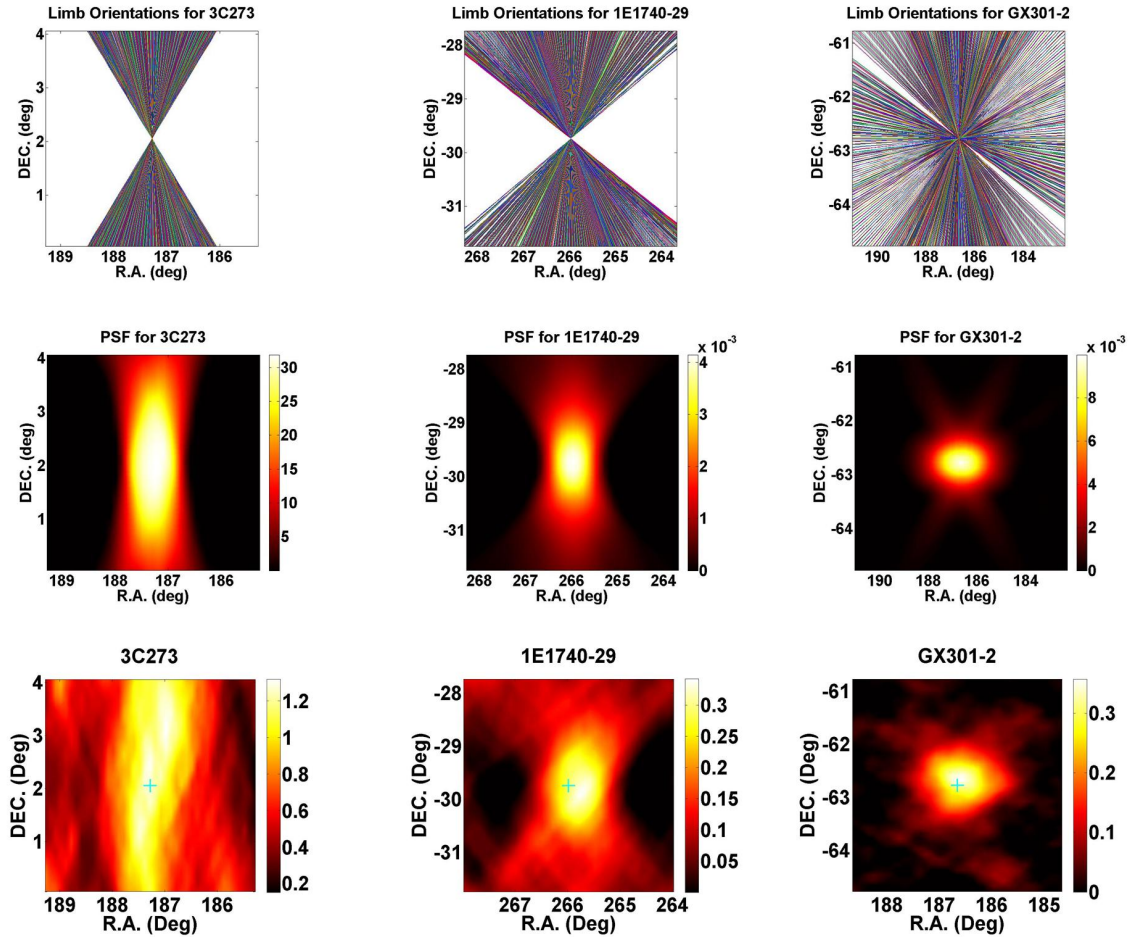 Limb Orientations for 3C273
4
3
2
1
DEC. (deg)
189 188 187 186
R.A. (deg)
Limb Orientations for 1E1740-29
-28
-29
-30
-31
DEC. (deg)
268 267 266 265 264
R.A. (deg)
Limb Orientations for GX301-2
-61
-62
-63
-64
DEC. (deg)
190 188 186 184
R.A. (deg)
PSF for 3C273
4
3
2
1
DEC. (deg)
189 188 187 186
R.A. (deg)
30
25
20
15
10
5
PSF for 1E1740-29
x 10⁻³
-28
-29
-30
-31
DEC. (deg)
268 267 266 265 264
R.A. (deg)
4
3
2
1
0
PSF for GX301-2
x 10⁻³
-61
-62
-63
-64
DEC. (deg)
190 188 186 184
R.A. (deg)
8
6
4
2
0
3C273
4
3
2
1
DEC. (Deg)
189 188 187 186
R.A. (Deg)
1.2
1
0.8
0.6
0.4
0.2
1E1740-29
-28
-29
-30
-31
DEC. (Deg)
267 266 265 264
R.A. (Deg)
0.3
0.25
0.2
0.15
0.1
0.05
GX301-2
-61
-62
-63
-64
DEC. (Deg)
188 187 186 185
R.A. (Deg)
0.3
0.2
0.1
0